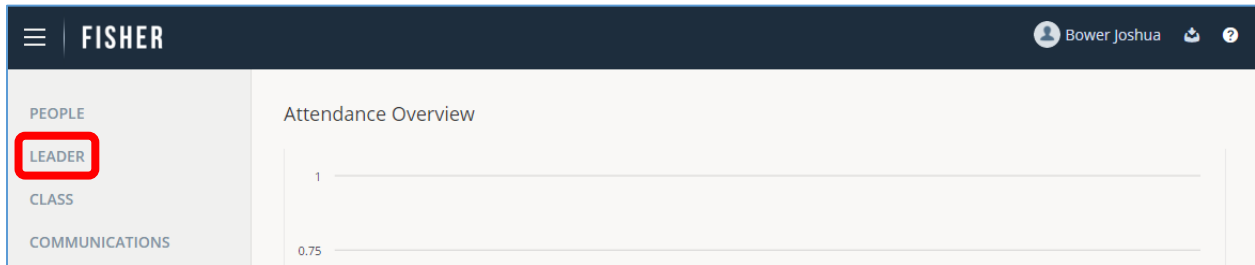 FISHER
Bower Joshua
PEOPLE
LEADER
CLASS
COMMUNICATIONS
Attendance Overview
1
0.75